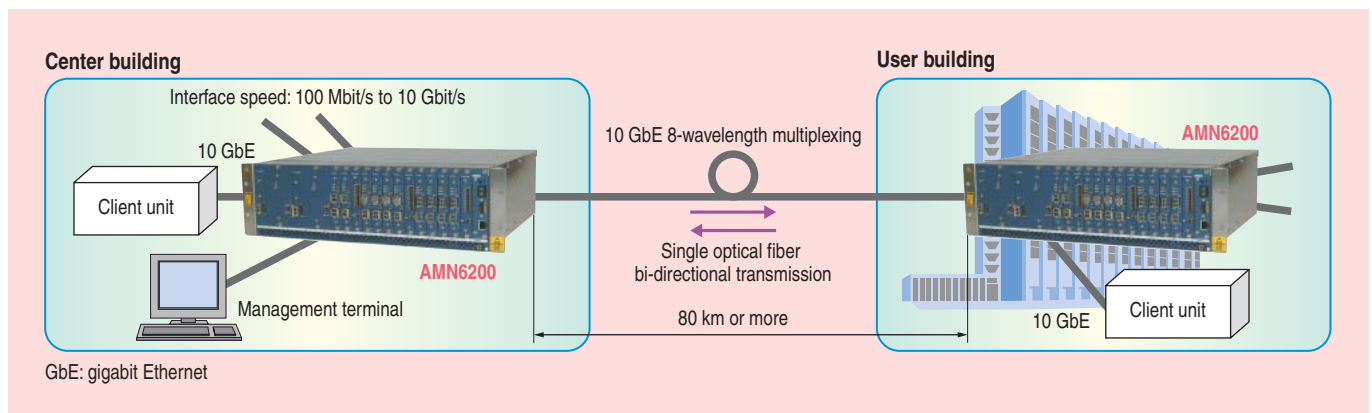 Center building
Interface speed: 100 Mbit/s to 10 Gbit/s
10 GbE
Client unit
AMN6200
Management terminal
10 GbE 8-wavelength multiplexing
Single optical fiber
bi-directional transmission
80 km or more
User building
AMN6200
10 GbE
Client unit
GbE: gigabit Ethernet